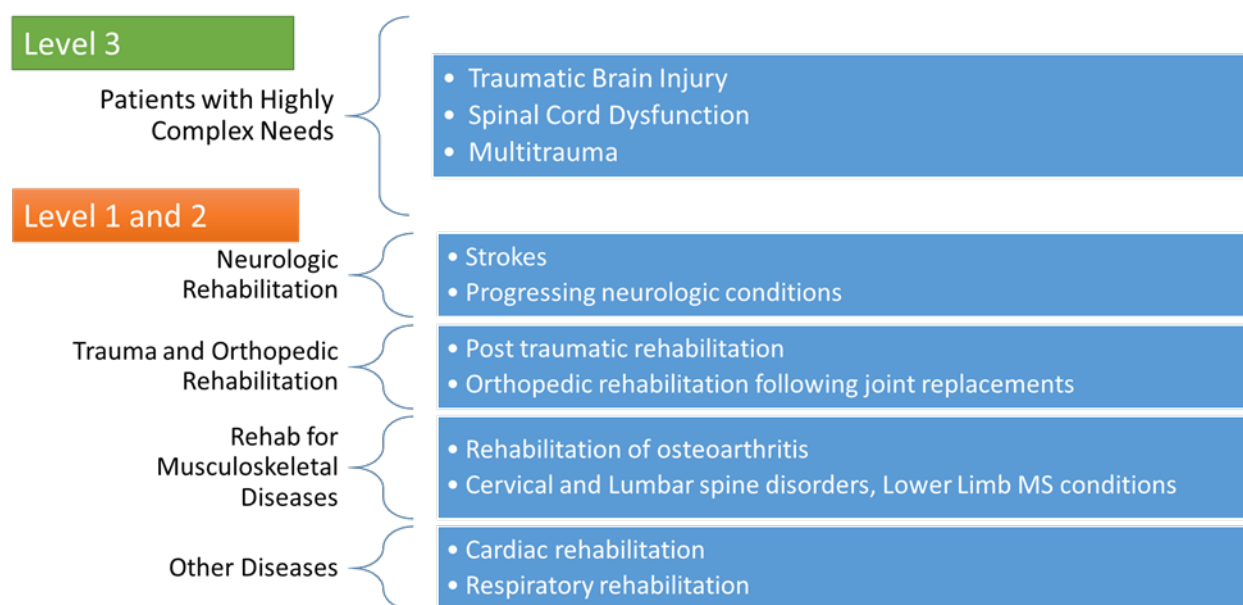 Level 3
Patients with Highly
Complex Needs
• Traumatic Brain Injury
• Spinal Cord Dysfunction
• Multitrauma
Level 1 and 2
Neurologic
Rehabilitation
• Strokes
• Progressing neurologic conditions
Trauma and Orthopedic
Rehabilitation
• Post traumatic rehabilitation
• Orthopedic rehabilitation following joint replacements
Rehab for
Musculoskeletal
Diseases
• Rehabilitation of osteoarthritis
• Cervical and Lumbar spine disorders, Lower Limb MS conditions
Other Diseases
• Cardiac rehabilitation
• Respiratory rehabilitation